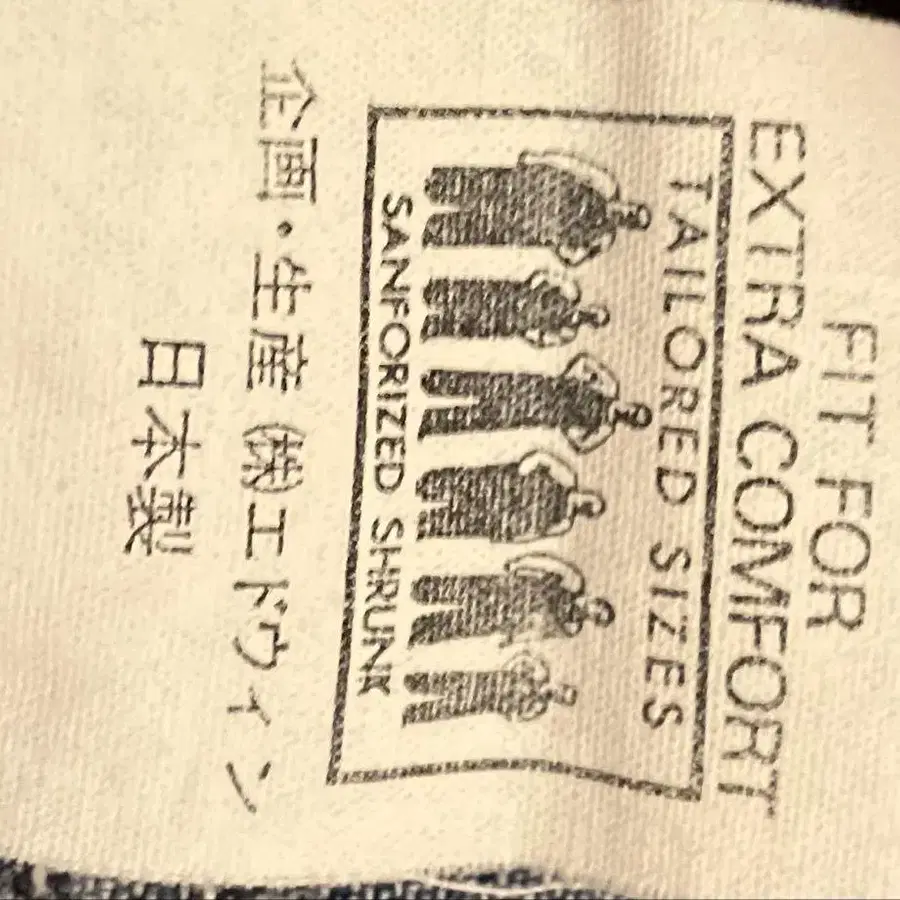 FIT FOR
EXTRA COMFORT
TAILORED SIZES
SANFORIZED SHRUNK
企画・生産 ㈱エドウィン
日本製